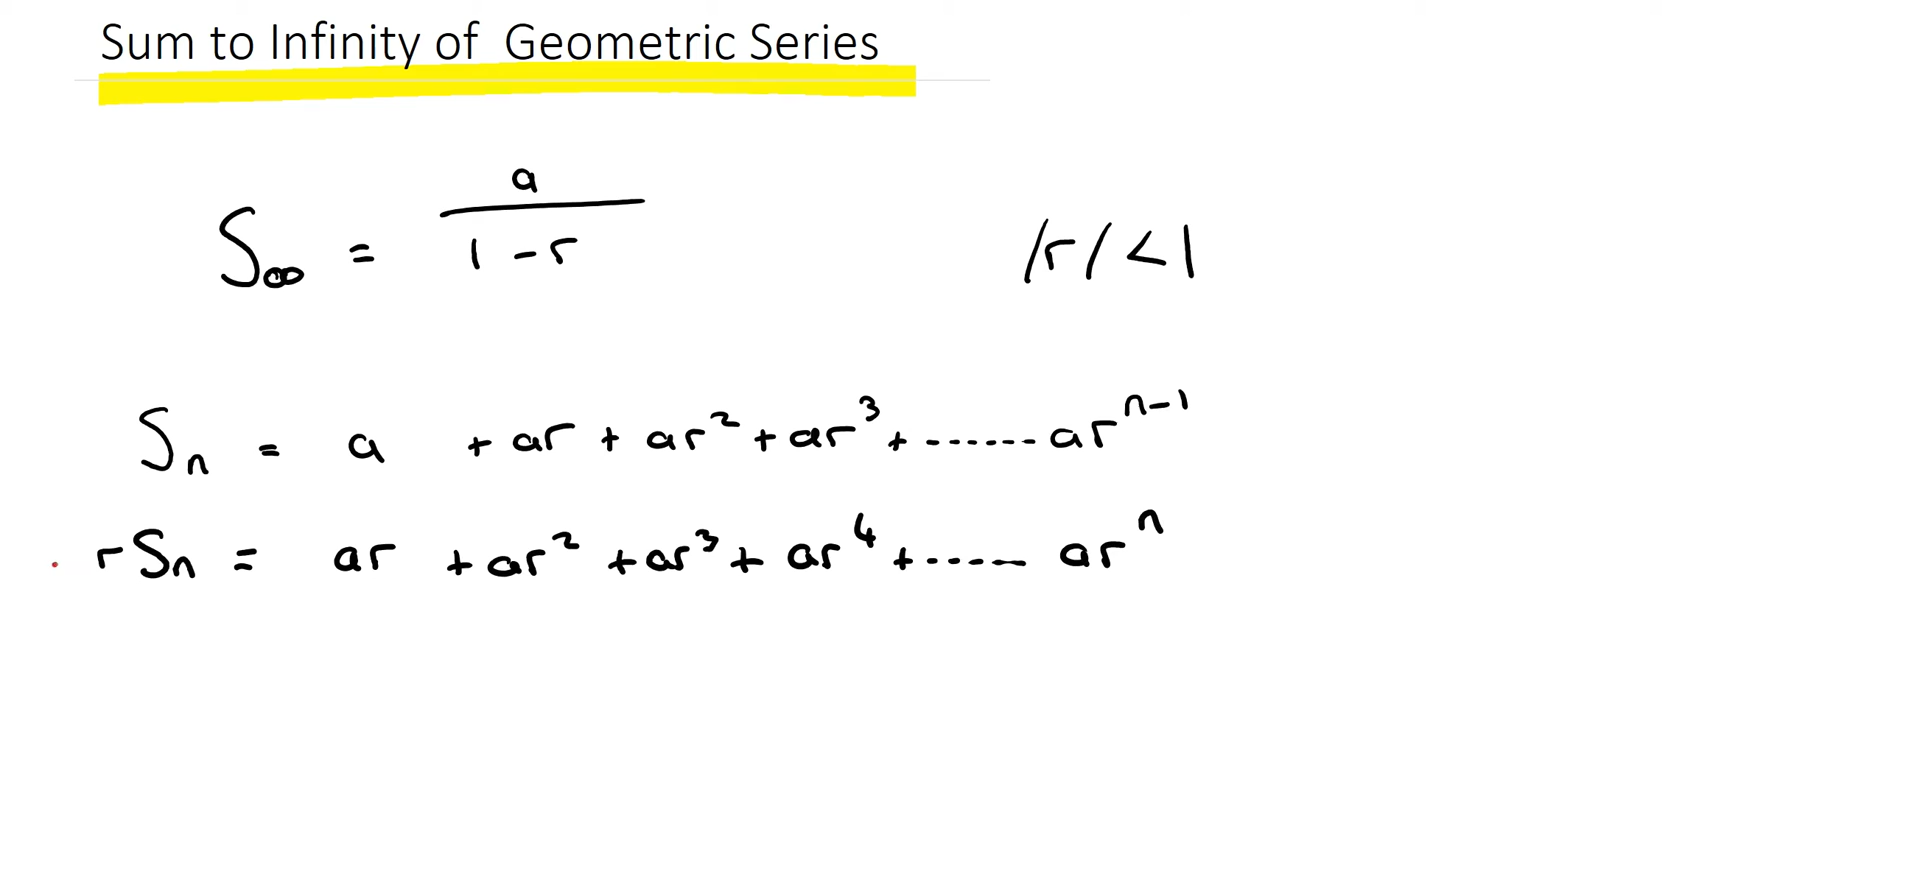 Sum to Infinity of Geometric Series
S∞ = a / (1 - r)    /r/ < 1
Sn = a + ar + ar² + ar³ + ...... arⁿ⁻¹
rSn = ar + ar² + ar³ + ar⁴ + ...... arⁿ